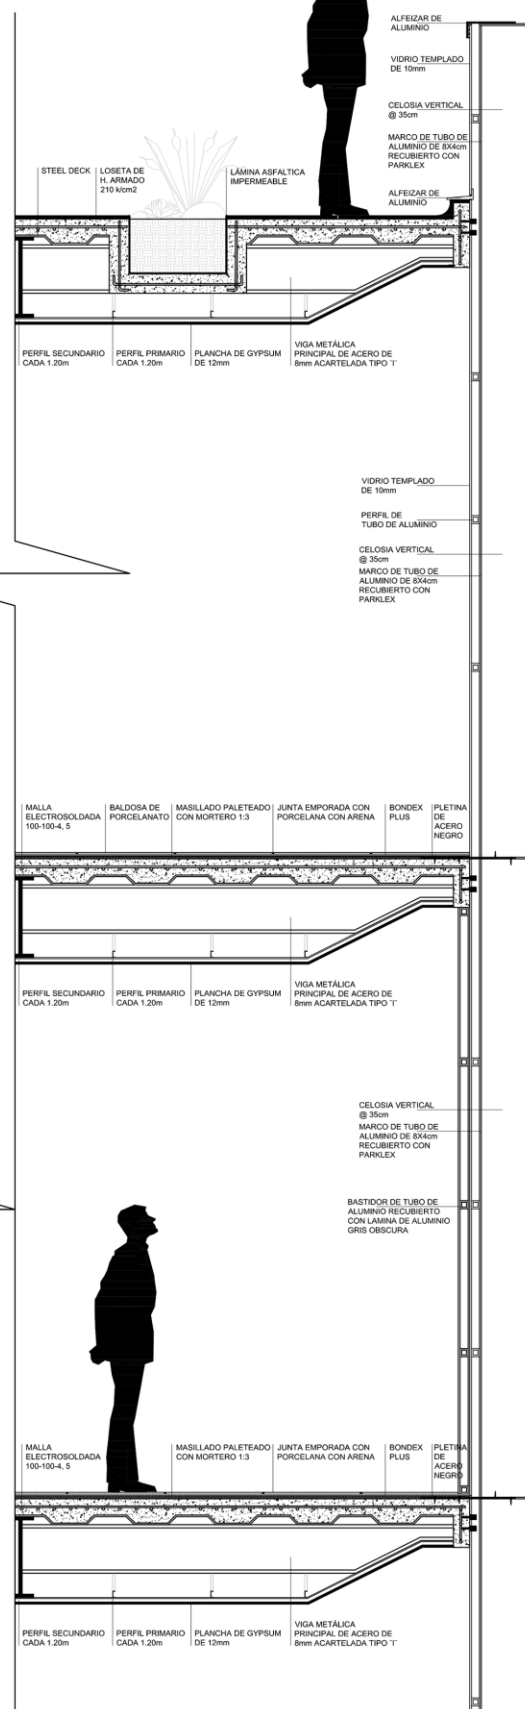 ALFEIZAR DE
ALUMINIO
VIDRIO TEMPLADO
DE 10mm
CELOSIA VERTICAL
@ 35cm
MARCO DE TUBO DE
ALUMINIO DE 8X4cm
RECUBIERTO CON
PARKLEX
ALFEIZAR DE
ALUMINIO
STEEL DECK
LOSETA DE
H. ARMADO
210 k/cm2
LÁMINA ASFALTICA
IMPERMEABLE
PERFIL SECUNDARIO
CADA 1.20m
PERFIL PRIMARIO
CADA 1.20m
PLANCHA DE GYPSUM
DE 12mm
VIGA METÁLICA
PRINCIPAL DE ACERO DE
8mm ACARTELADA TIPO "I"
VIDRIO TEMPLADO
DE 10mm
PERFIL DE
TUBO DE ALUMINIO
CELOSIA VERTICAL
@ 35cm
MARCO DE TUBO DE
ALUMINIO DE 8X4cm
RECUBIERTO CON
PARKLEX
MALLA
ELECTROSOLDADA
100-100-4, 5
BALDOSA DE
PORCELANATO
MASILLADO PALETEADO
CON MORTERO 1:3
JUNTA EMPORADA CON
PORCELANA CON ARENA
BONDEX
PLUS
PLETINA
DE
ACERO
NEGRO
PERFIL SECUNDARIO
CADA 1.20m
PERFIL PRIMARIO
CADA 1.20m
PLANCHA DE GYPSUM
DE 12mm
VIGA METÁLICA
PRINCIPAL DE ACERO DE
8mm ACARTELADA TIPO "I"
CELOSIA VERTICAL
@ 35cm
MARCO DE TUBO DE
ALUMINIO DE 8X4cm
RECUBIERTO CON
PARKLEX
BASTIDOR DE TUBO DE
ALUMINIO RECUBIERTO
CON LAMINA DE ALUMINIO
GRIS OBSCURA
MALLA
ELECTROSOLDADA
100-100-4, 5
MASILLADO PALETEADO
CON MORTERO 1:3
JUNTA EMPORADA CON
PORCELANA CON ARENA
BONDEX
PLUS
PLETINA
DE
ACERO
NEGRO
PERFIL SECUNDARIO
CADA 1.20m
PERFIL PRIMARIO
CADA 1.20m
PLANCHA DE GYPSUM
DE 12mm
VIGA METÁLICA
PRINCIPAL DE ACERO DE
8mm ACARTELADA TIPO "I"